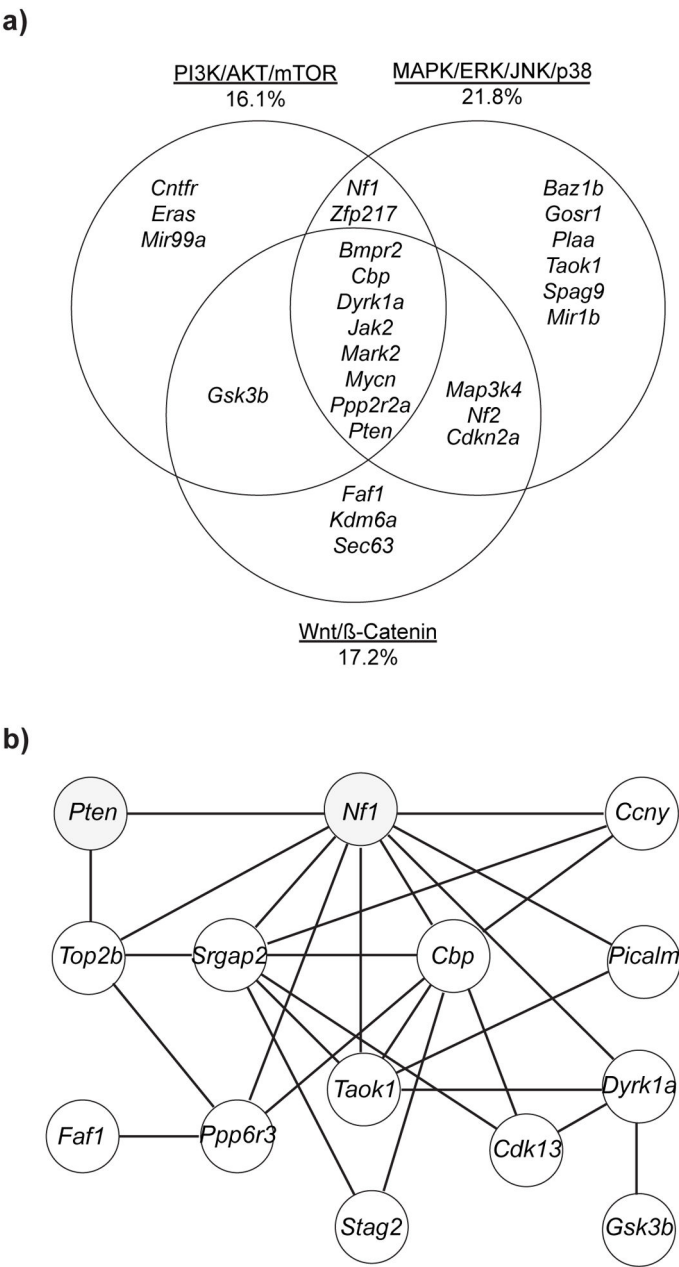 a)
PI3K/AKT/mTOR
16.1%
MAPK/ERK/JNK/p38
21.8%
Cntfr
Eras
Mir99a
Nf1
Zfp217
Baz1b
Gosr1
Plaa
Taok1
Spag9
Mir1b
Bmpr2
Cbp
Dyrk1a
Jak2
Mark2
Mycn
Ppp2r2a
Pten
Gsk3b
Map3k4
Nf2
Cdkn2a
Faf1
Kdm6a
Sec63
Wnt/ß-Catenin
17.2%
b)
Pten
Nf1
Ccny
Top2b
Srgap2
Cbp
Picalm
Taok1
Dyrk1a
Faf1
Ppp6r3
Cdk13
Stag2
Gsk3b